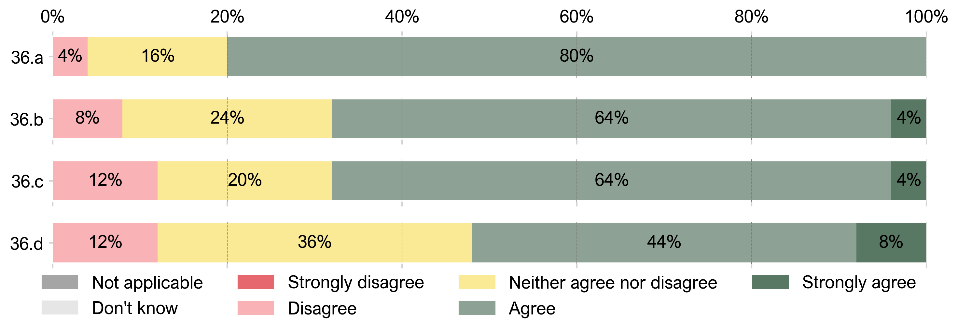 0% 20% 40% 60% 80% 100%
36.a 4% 16% 80%
36.b 8% 24% 64% 4%
36.c 12% 20% 64% 4%
36.d 12% 36% 44% 8%
Not applicable Strongly disagree Neither agree nor disagree Strongly agree
Don't know Disagree Agree